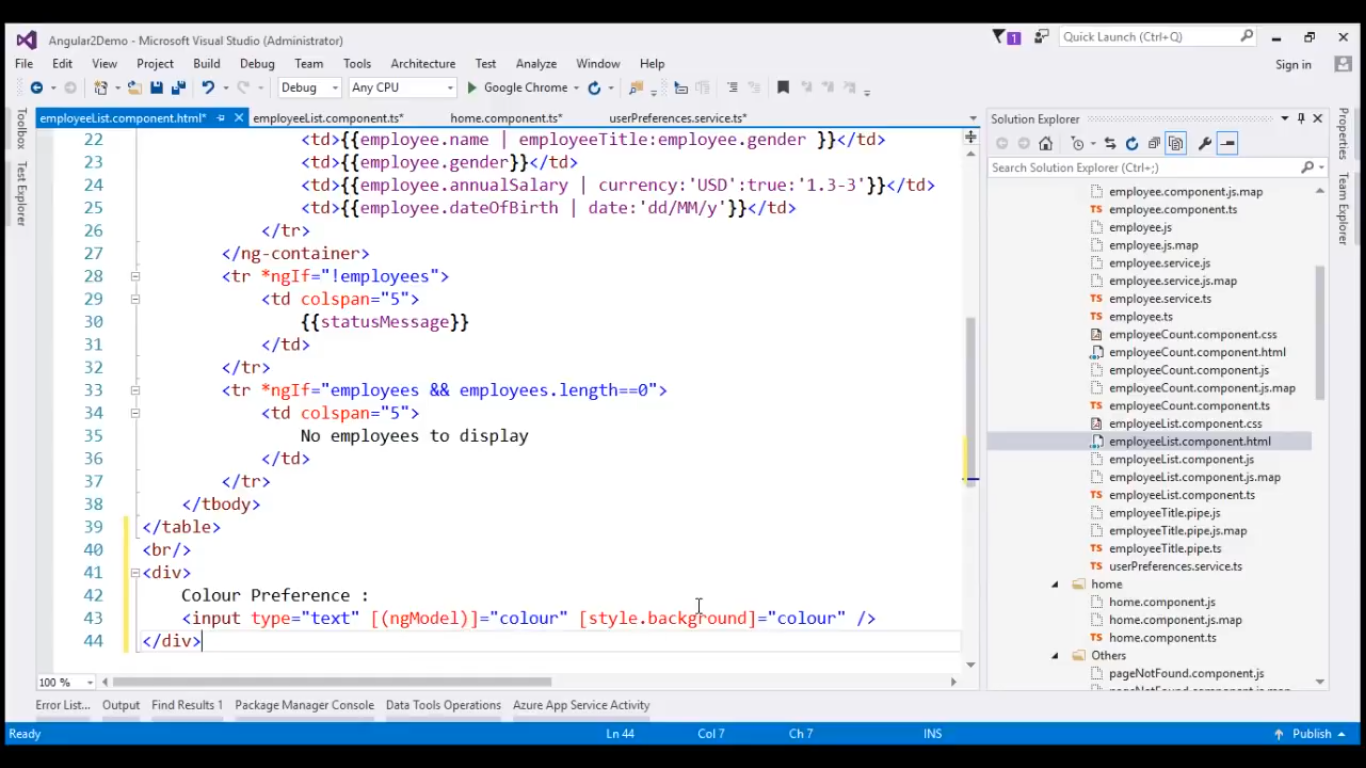 Angular2Demo - Microsoft Visual Studio (Administrator)
1
Quick Launch (Ctrl+Q)
File Edit View Project Build Debug Team Tools Architecture Test Analyze Window Help
Sign in
Debug Any CPU Google Chrome
Toolbox
Test Explorer
employeeList.component.html* employeeList.component.ts* home.component.ts* userPreferences.service.ts*
22 <td>{{employee.name | employeeTitle:employee.gender }}</td>
23 <td>{{employee.gender}}</td>
24 <td>{{employee.annualSalary | currency:'USD':true:'1.3-3'}}</td>
25 <td>{{employee.dateOfBirth | date:'dd/MM/y'}}</td>
26 </tr>
27 </ng-container>
28 <tr *ngIf="!employees">
29 <td colspan="5">
30 {{statusMessage}}
31 </td>
32 </tr>
33 <tr *ngIf="employees && employees.length==0">
34 <td colspan="5">
35 No employees to display
36 </td>
37 </tr>
38 </tbody>
39 </table>
40 <br/>
41 <div>
42 Colour Preference :
43 <input type="text" [(ngModel)]="colour" [style.background]="colour" />
44 </div>
100 %
Solution Explorer
Search Solution Explorer (Ctrl+;)
employee.component.js.map
TS employee.component.ts
employee.js
employee.js.map
employee.service.js
employee.service.js.map
TS employee.service.ts
TS employee.ts
employeeCount.component.css
employeeCount.component.html
employeeCount.component.js
employeeCount.component.js.map
TS employeeCount.component.ts
employeeList.component.css
employeeList.component.html
employeeList.component.js
employeeList.component.js.map
TS employeeList.component.ts
employeeTitle.pipe.js
employeeTitle.pipe.js.map
TS employeeTitle.pipe.ts
TS userPreferences.service.ts
home
home.component.js
home.component.js.map
TS home.component.ts
Others
pageNotFound.component.js
Properties
Team Explorer
Error List... Output Find Results 1 Package Manager Console Data Tools Operations Azure App Service Activity
Ready Ln 44 Col 7 Ch 7 INS Publish